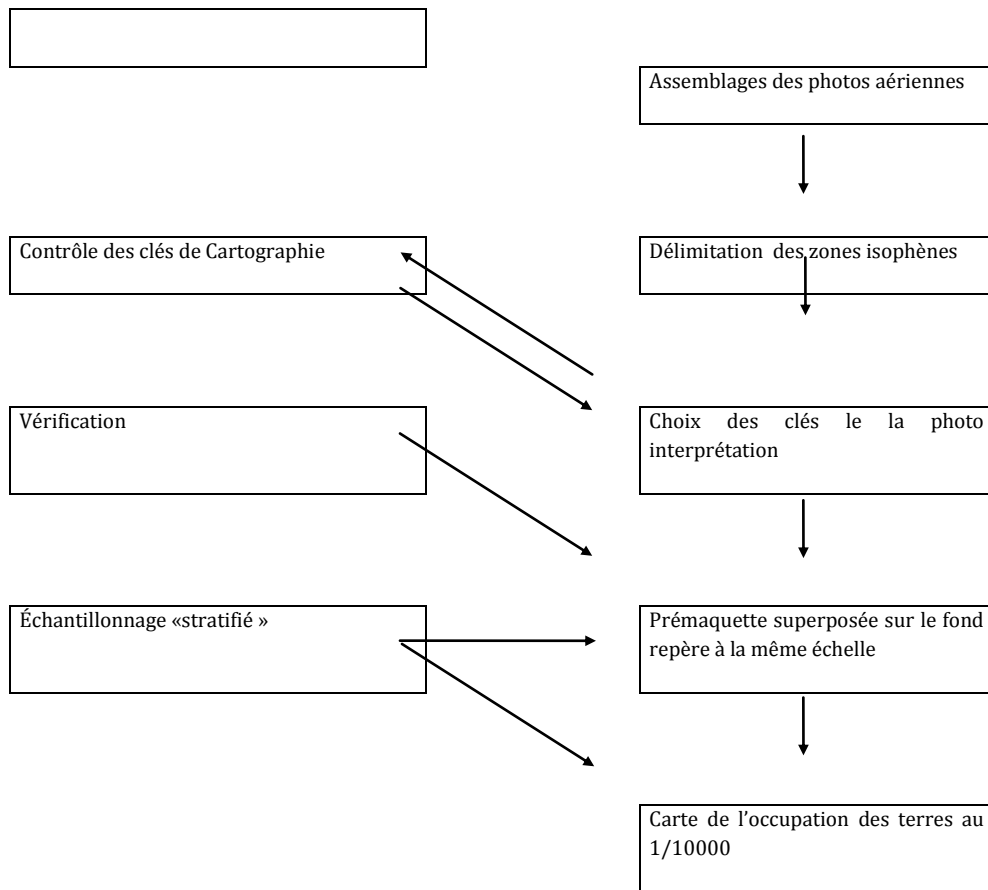 Assemblages des photos aériennes
Contrôle des clés de Cartographie
Délimitation  des zones isophènes
Vérification
Choix des clés le la photo
interprétation
Échantillonnage «stratifié »
Prémaquette superposée sur le fond
repère à la même échelle
Carte de l’occupation des terres au
1/10000